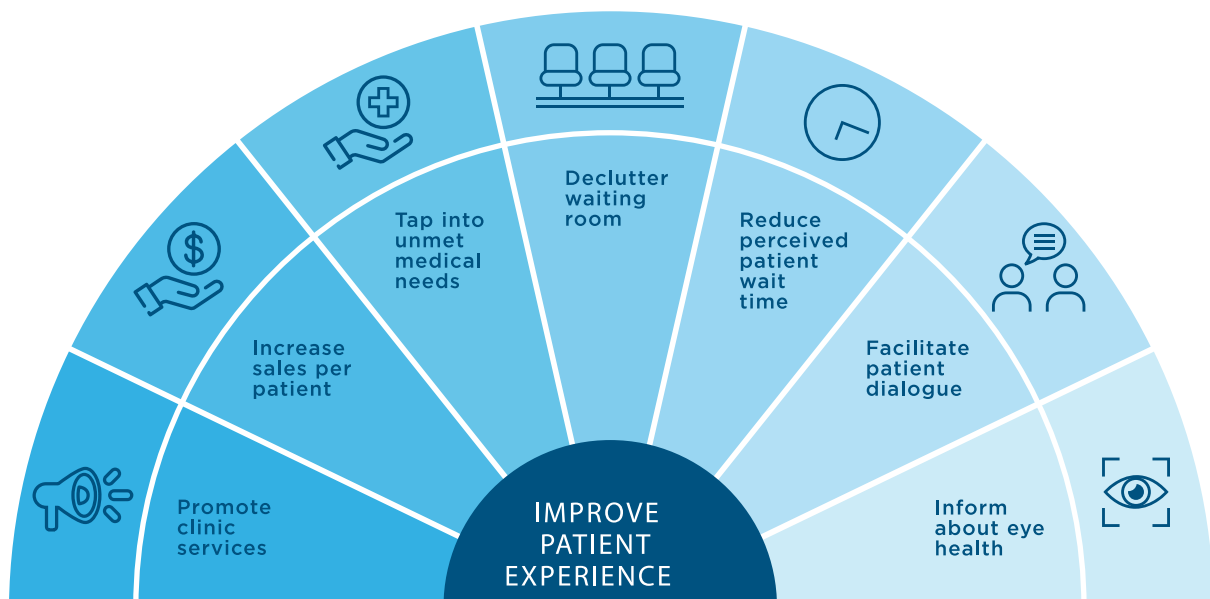 Promote
clinic
services
Increase
sales per
patient
Tap into
unmet
medical
needs
Declutter
waiting
room
Reduce
perceived
patient
wait
time
Facilitate
patient
dialogue
Inform
about eye
health
IMPROVE
PATIENT
EXPERIENCE